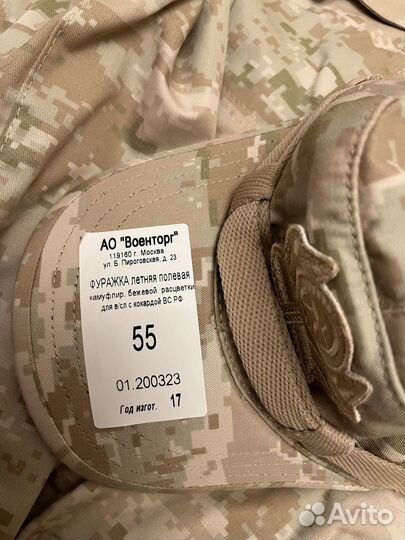 АО "Военторг"
119160 г. Москва
ул. Б. Пироговская, д. 23
ФУРАЖКА летняя полевая
камуфлир. бежевой расцветки
для в/сл с кокардой ВС РФ
55
01.200323
Год изгот. 17
Avito